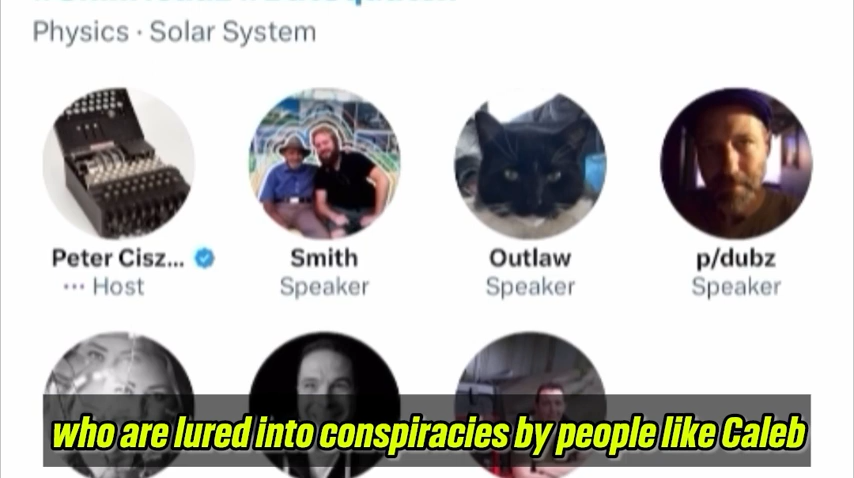 Physics · Solar System
Peter Cisz...
Smith
Outlaw
p/dubz
··· Host
Speaker
Speaker
Speaker
who are lured into conspiracies by people like Caleb